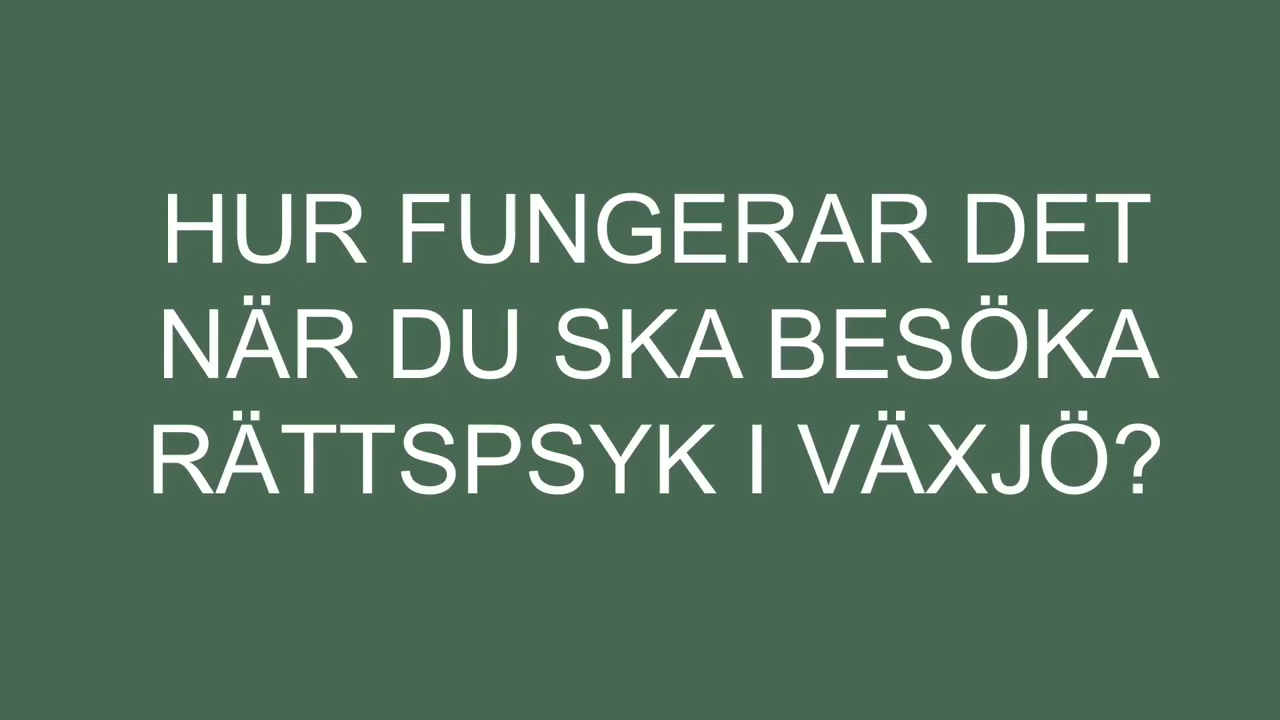 HUR FUNGERAR DET
NÄR DU SKA BESÖKA
RÄTTSPSYK I VÄXJÖ?